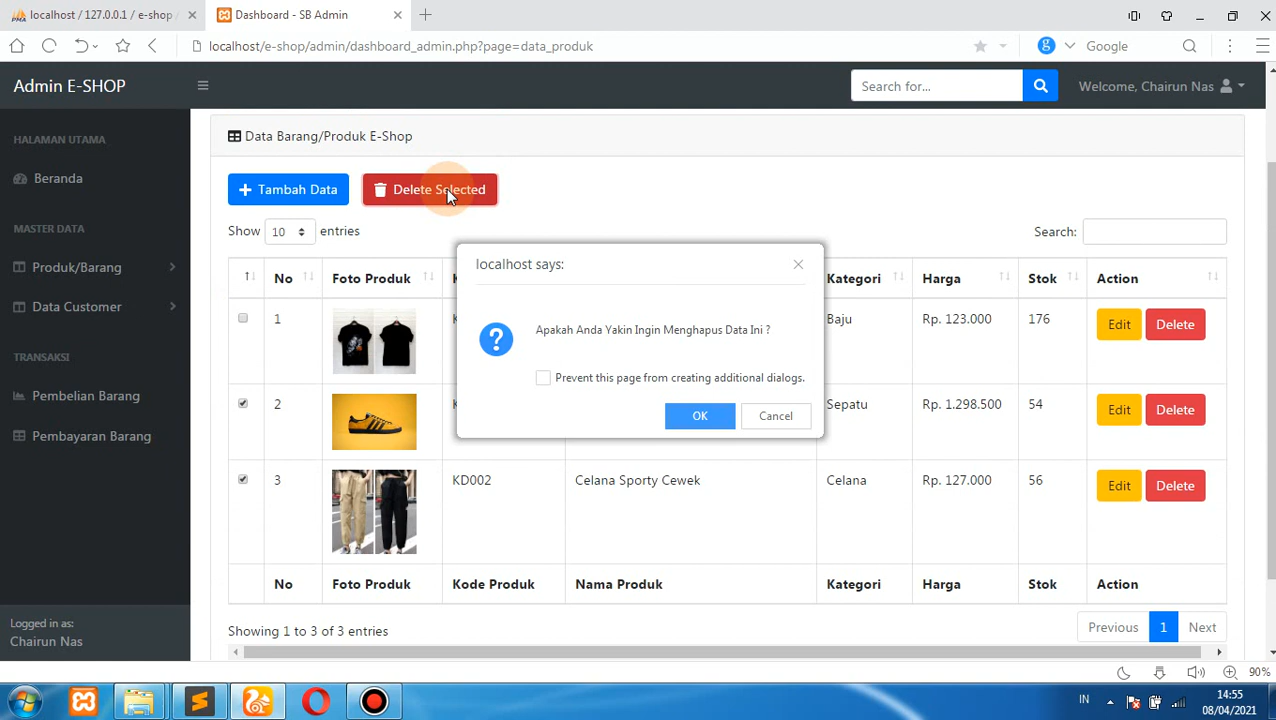 localhost / 127.0.0.1 / e-shop
Dashboard - SB Admin
localhost/e-shop/admin/dashboard_admin.php?page=data_produk
Google
Admin E-SHOP
Search for...
Welcome, Chairun Nas
HALAMAN UTAMA
Beranda
MASTER DATA
Produk/Barang
Data Customer
TRANSAKSI
Pembelian Barang
Pembayaran Barang
Logged in as:
Chairun Nas
Data Barang/Produk E-Shop
Tambah Data
Delete Selected
Show 10 entries
Search:
No Foto Produk Kategori Harga Stok Action
1 Baju Rp. 123.000 176 Edit Delete
2 Sepatu Rp. 1.298.500 54 Edit Delete
3 KD002 Celana Sporty Cewek Celana Rp. 127.000 56 Edit Delete
No Foto Produk Kode Produk Nama Produk Kategori Harga Stok Action
Showing 1 to 3 of 3 entries
Previous 1 Next
localhost says:
Apakah Anda Yakin Ingin Menghapus Data Ini ?
Prevent this page from creating additional dialogs.
OK
Cancel
90%
IN
14:55
08/04/2021